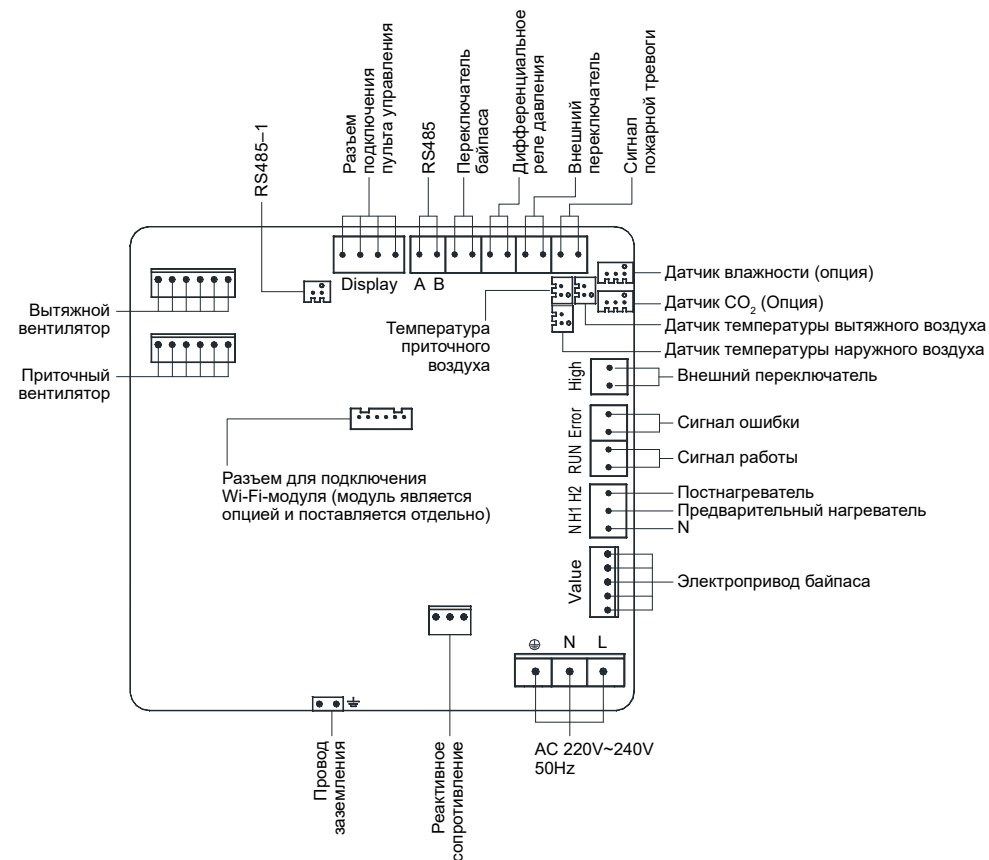 RS485–1
Разъем
подключения
пульта управления
RS485
Переключатель
байпаса
Дифференциальное
реле давления
Внешний
переключатель
Сигнал
пожарной тревоги
Display
A B
Вытяжной
вентилятор
Приточный
вентилятор
Температура
приточного
воздуха
Датчик влажности (опция)
Датчик CO₂ (Опция)
Датчик температуры вытяжного воздуха
Датчик температуры наружного воздуха
High
Внешний переключатель
Error
Сигнал ошибки
RUN
Сигнал работы
N H1 H2
Постнагреватель
Предварительный нагреватель
N
Value
Электропривод байпаса
Разъем для подключения
Wi-Fi-модуля (модуль является
опцией и поставляется отдельно)
N L
AC 220V~240V
50Hz
Провод
заземления
Реактивное
сопротивление